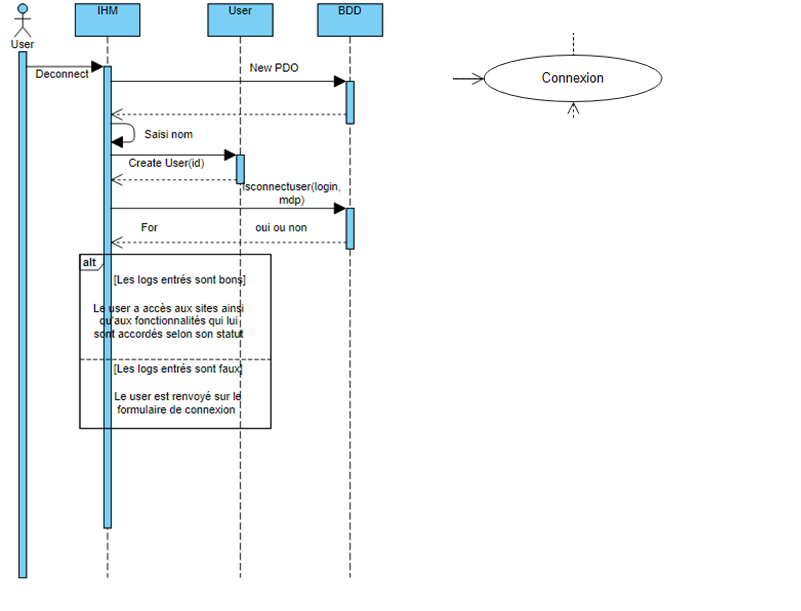 IHM
User
BDD
User
Deconnect
New PDO
Connexion
Saisi nom
Create User(id)
Isconnectuser(login,
mdp)
For
oui ou non
alt
[Les logs entrés sont bons]
Le user a accès aux sites ainsi
qu'aux fonctionnalités qui lui
sont accordés selon son statut
[Les logs entrés sont faux]
Le user est renvoyé sur le
formulaire de connexion